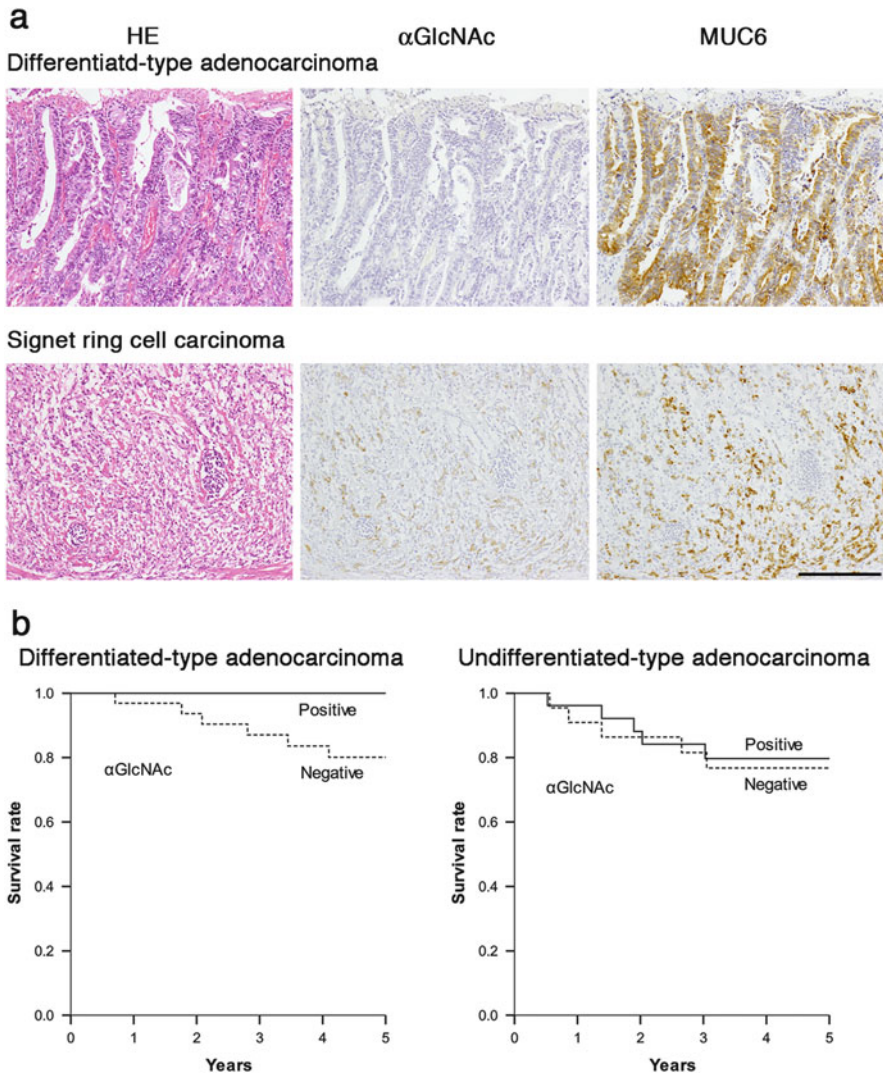 a
HE αGlcNAc MUC6
Differentiatd-type adenocarcinoma
Signet ring cell carcinoma
b
Differentiated-type adenocarcinoma
1.0
0.8
0.6
0.4
0.2
0.0
Survival rate
Positive
Negative
αGlcNAc
0 1 2 3 4 5
Years
Undifferentiated-type adenocarcinoma
1.0
0.8
0.6
0.4
0.2
0.0
Survival rate
Positive
Negative
αGlcNAc
0 1 2 3 4 5
Years